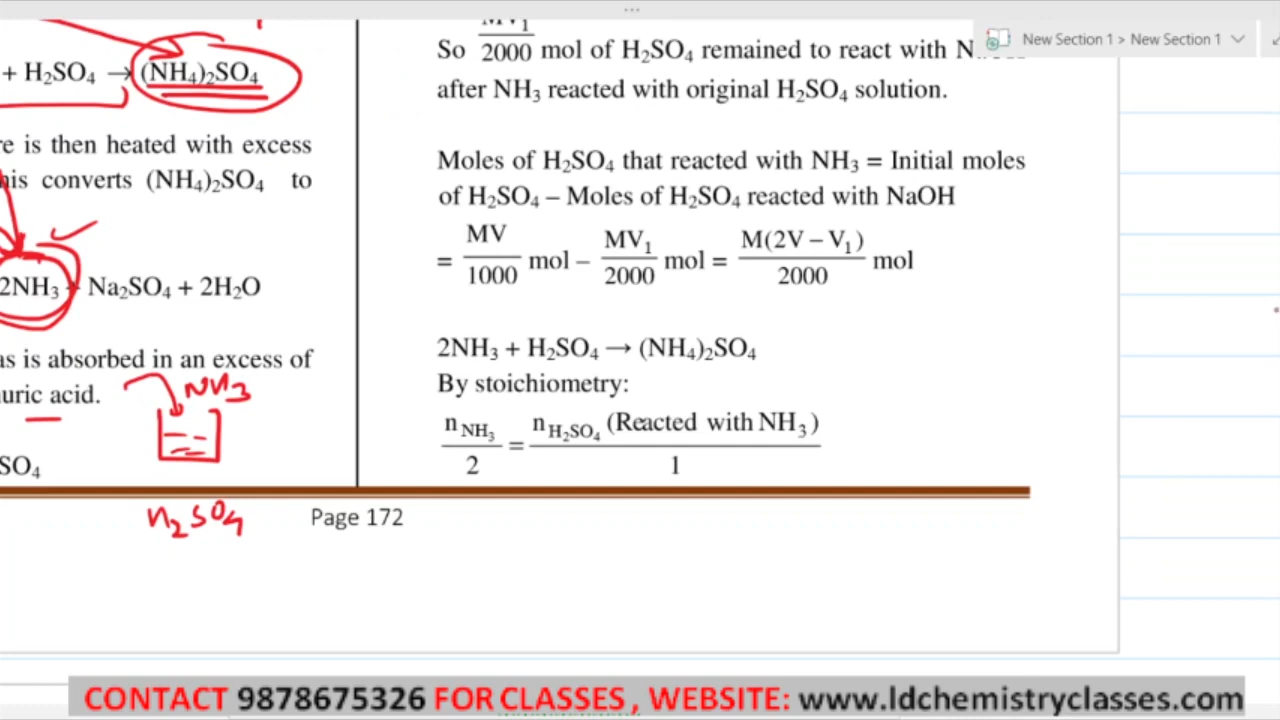 New Section 1 > New Section 1
+ H₂SO₄ → (NH₄)₂SO₄
re is then heated with excess
his converts (NH₄)₂SO₄ to
2NH₃ + Na₂SO₄ + 2H₂O
as is absorbed in an excess of
uric acid.
NH3
SO₄
n2SO4
MV₁
So 2000 mol of H₂SO₄ remained to react with
after NH₃ reacted with original H₂SO₄ solution.
Moles of H₂SO₄ that reacted with NH₃ = Initial moles
of H₂SO₄ – Moles of H₂SO₄ reacted with NaOH
= MV/1000 mol – MV₁/2000 mol = M(2V – V₁)/2000 mol
2NH₃ + H₂SO₄ → (NH₄)₂SO₄
By stoichiometry:
n NH₃/2 = n H₂SO₄ (Reacted with NH₃)/1
Page 172
CONTACT 9878675326 FOR CLASSES , WEBSITE: www.ldchemistryclasses.com